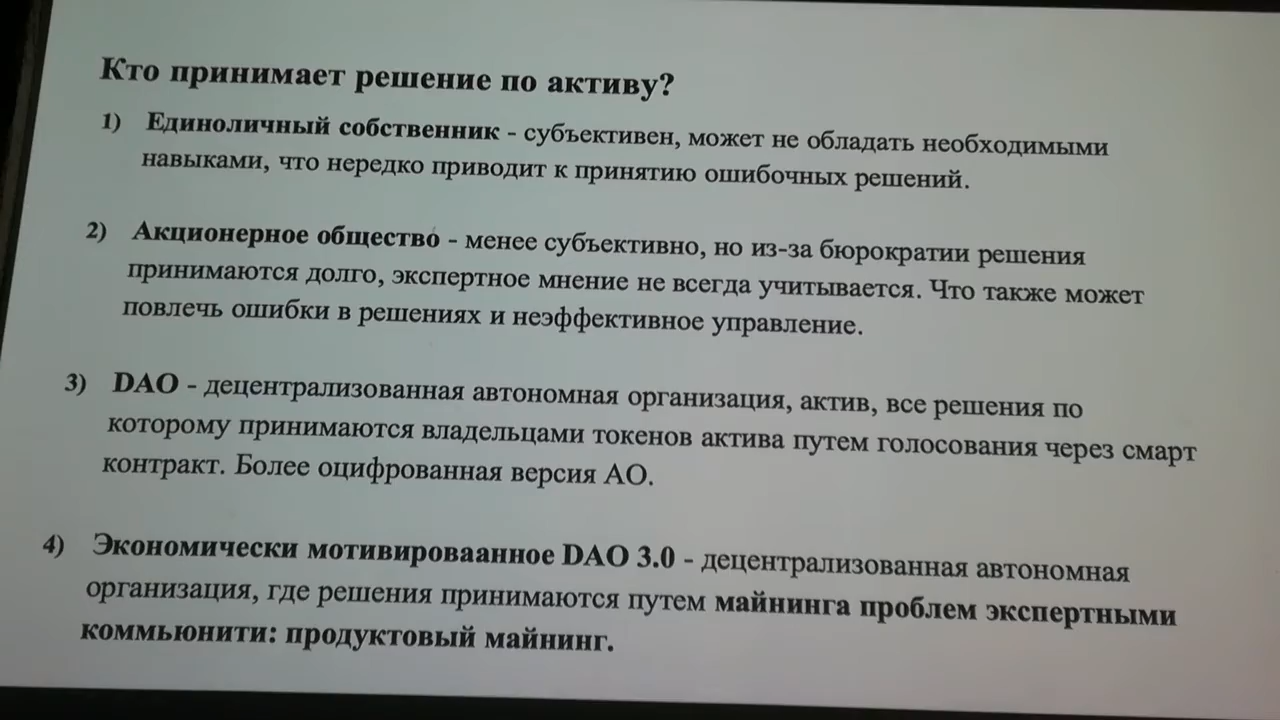 Кто принимает решение по активу?
1) Единоличный собственник - субъективен, может не обладать необходимыми
навыками, что нередко приводит к принятию ошибочных решений.
2) Акционерное общество - менее субъективно, но из-за бюрократии решения
принимаются долго, экспертное мнение не всегда учитывается. Что также может
повлечь ошибки в решениях и неэффективное управление.
3) DAO - децентрализованная автономная организация, актив, все решения по
которому принимаются владельцами токенов актива путем голосования через смарт
контракт. Более оцифрованная версия АО.
4) Экономически мотивироваанное DAO 3.0 - децентрализованная автономная
организация, где решения принимаются путем майнинга проблем экспертными
коммьюнити: продуктовый майнинг.